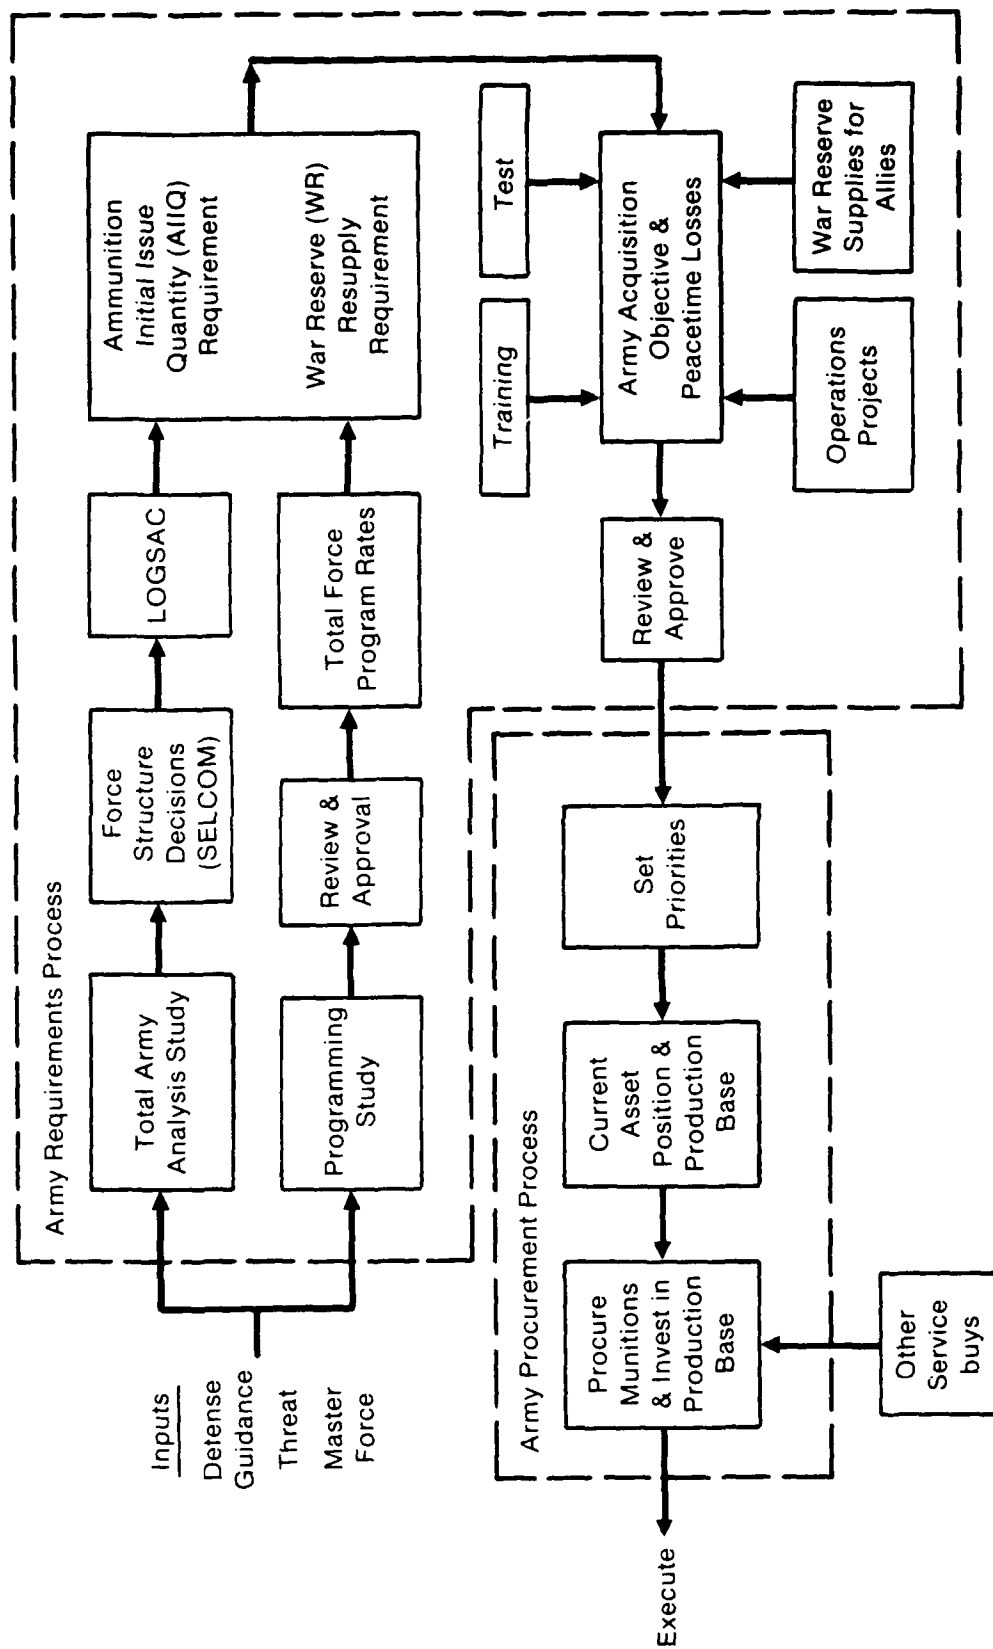 Army Requirements Process
Inputs
Defense
Guidance
Threat
Master
Force
Total Army
Analysis Study
Force
Structure
Decisions
(SELCOM)
LOGSAC
Ammunition
Initial Issue
Quantity (AIIQ)
Requirement
War Reserve (WR)
Resupply
Requirement
Programming
Study
Review &
Approval
Total Force
Program Rates
Training
Test
Army Acquisition
Objective &
Peacetime Losses
Operations
Projects
War Reserve
Supplies for
Allies
Review &
Approve
Army Procurement Process
Set
Priorities
Current
Asset
Position &
Production
Base
Procure
Munitions
& Invest in
Production
Base
Other
Service
buys
Execute